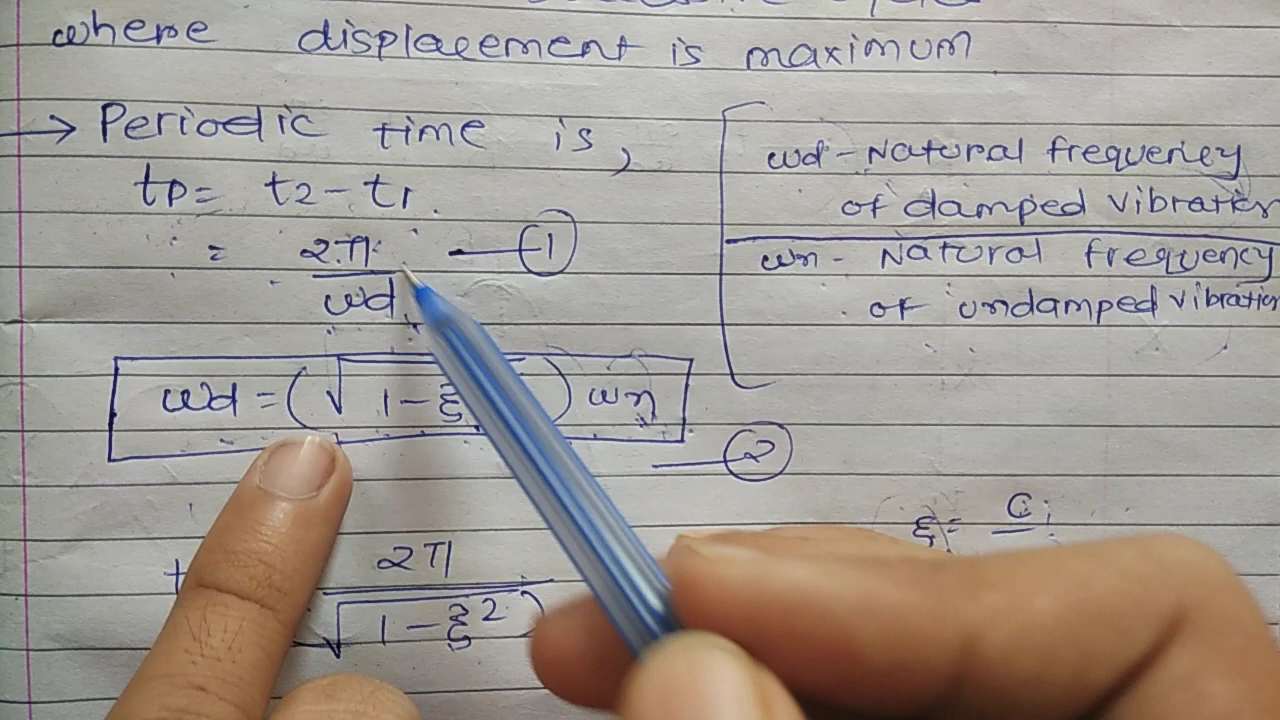 where displacement is maximum
→ Periodic time is,
tp = t2 - t1.
= 2π/ωd — ①
ωd = (√1-ξ) ωn — ②
2π
√1-ξ²)
ωd - Natural frequency
of damped vibration
ωn - Natural frequency
of undamped vibration
ξ = C